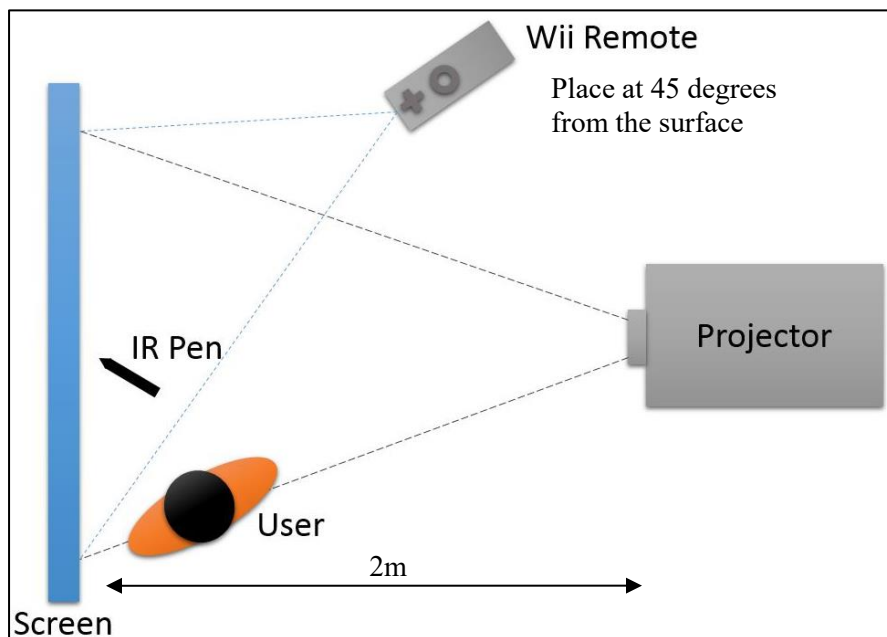 Wii Remote
Place at 45 degrees
from the surface
IR Pen
Projector
User
2m
Screen